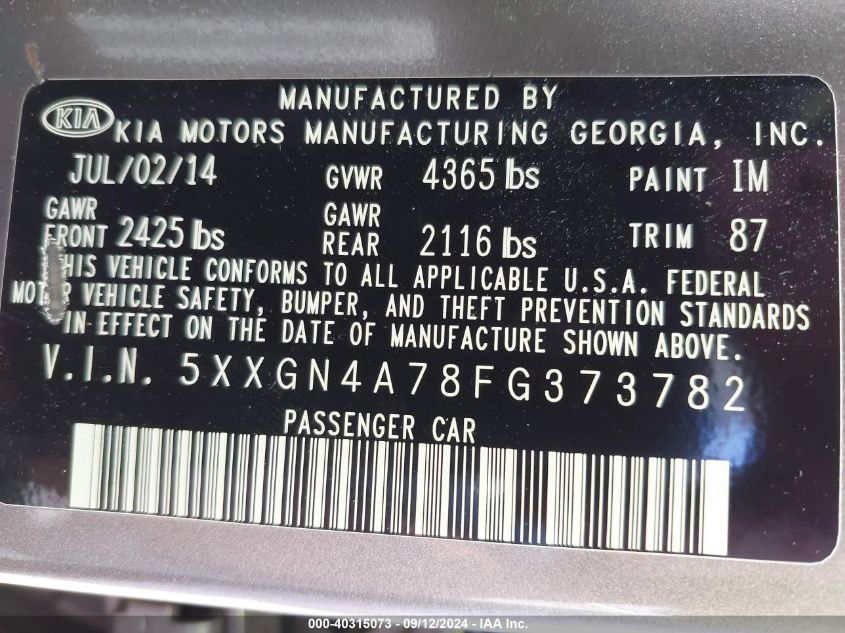 MANUFACTURED BY
KIA KIA MOTORS MANUFACTURING GEORGIA, INC.
JUL/02/14 GVWR 4365 lbs PAINT IM
GAWR FRONT 2425 lbs GAWR REAR 2116 lbs TRIM 87
THIS VEHICLE CONFORMS TO ALL APPLICABLE U.S.A. FEDERAL
MOTOR VEHICLE SAFETY, BUMPER, AND THEFT PREVENTION STANDARDS
IN EFFECT ON THE DATE OF MANUFACTURE SHOWN ABOVE.
V.I.N. 5XXGN4A78FG373782
PASSENGER CAR
000-40315073 - 09/12/2024 - IAA Inc.